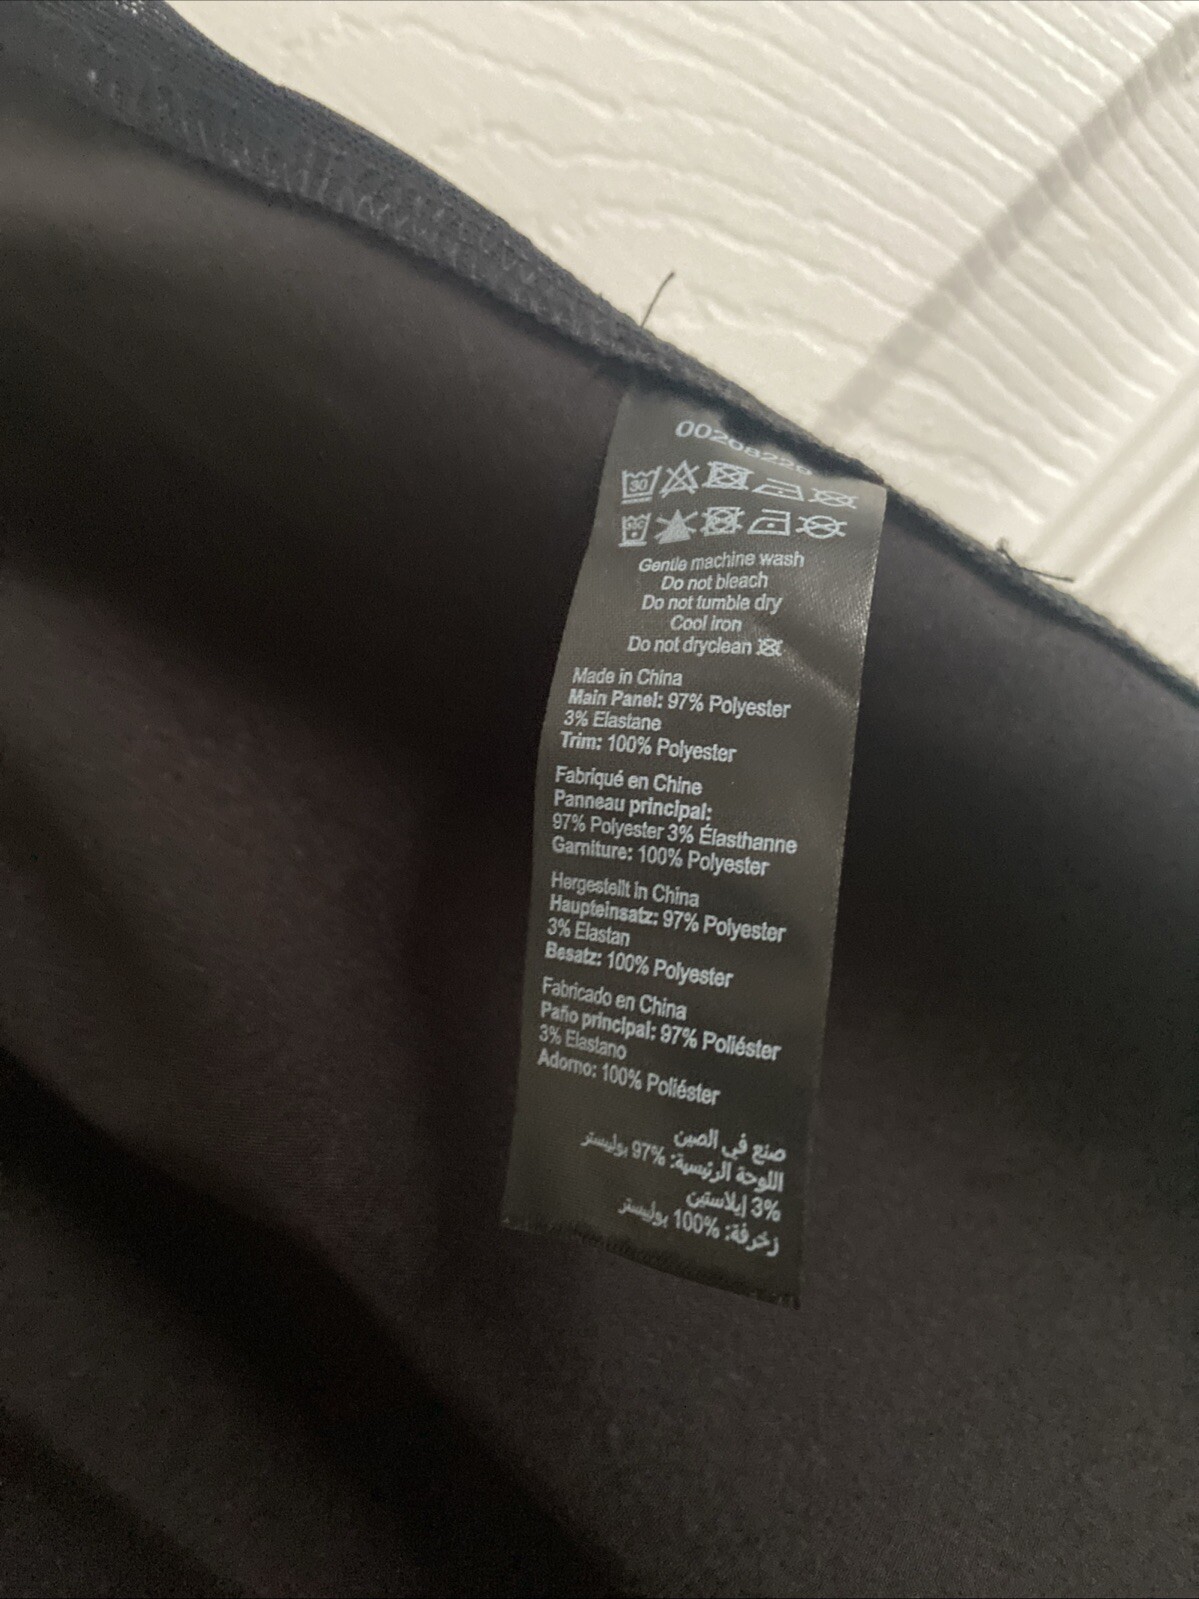 30
Gentle machine wash
Do not bleach
Do not tumble dry
Cool iron
Do not dryclean
Made in China
Main Panel: 97% Polyester
3% Elastane
Trim: 100% Polyester
Fabriqué en Chine
Panneau principal:
97% Polyester 3% Élasthanne
Garniture: 100% Polyester
Hergestellt in China
Haupteinsatz: 97% Polyester
3% Elastan
Besatz: 100% Polyester
Fabricado en China
Paño principal: 97% Poliéster
3% Elastano
Adorno: 100% Poliéster
صنع في الصين
اللوحة الرئيسية: 97% بوليستر
3% إيلاستين
زخرفة: 100% بوليستر